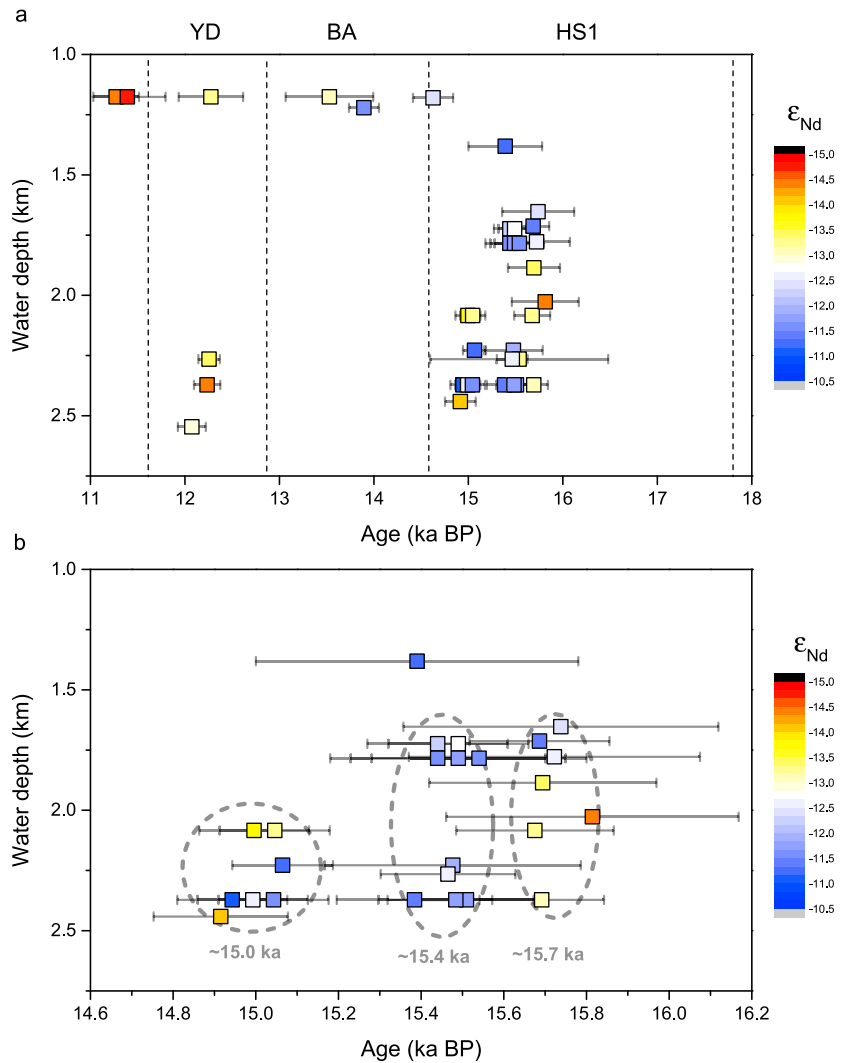 a
YD BA HS1
1.0
1.5
2.0
2.5
Water depth (km)
11 12 13 14 15 16 17 18
Age (ka BP)
εNd
-15.0
-14.5
-14.0
-13.5
-13.0
-12.5
-12.0
-11.5
-11.0
-10.5
b
1.0
1.5
2.0
2.5
Water depth (km)
~15.0 ka ~15.4 ka ~15.7 ka
14.6 14.8 15.0 15.2 15.4 15.6 15.8 16.0 16.2
Age (ka BP)
εNd
-15.0
-14.5
-14.0
-13.5
-13.0
-12.5
-12.0
-11.5
-11.0
-10.5